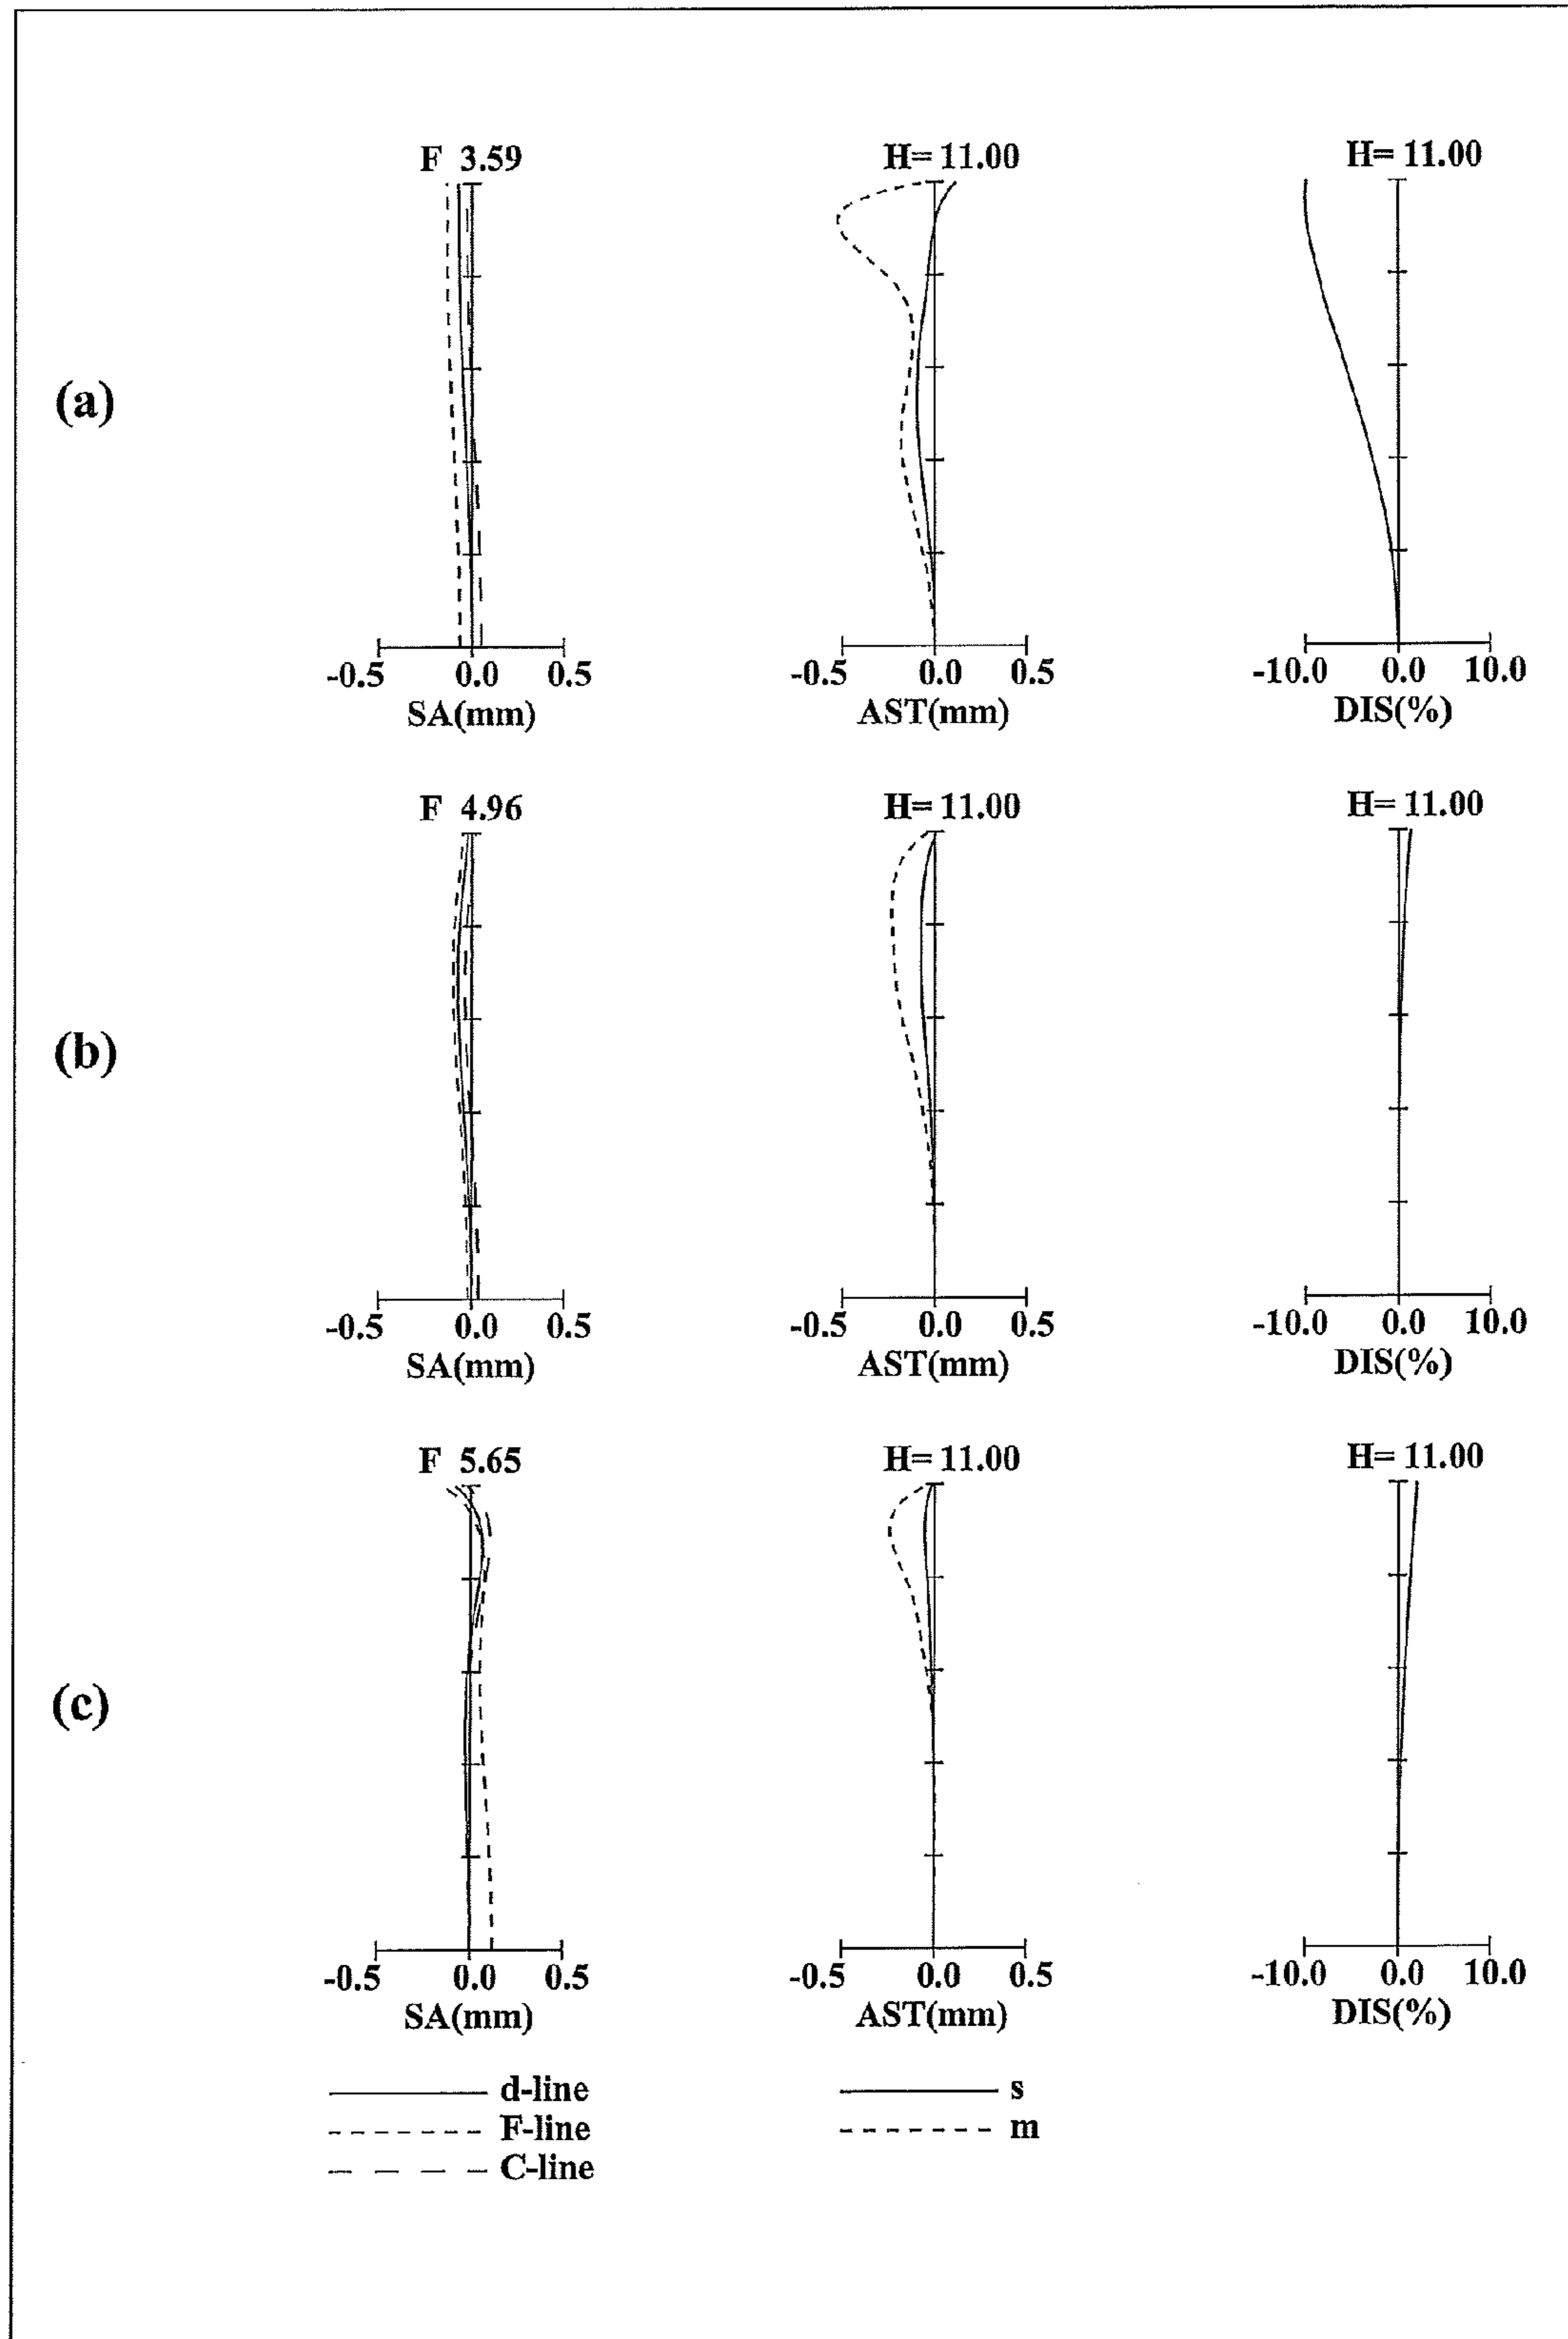 F 3.59 H= 11.00 H= 11.00
(a)
-0.5 0.0 0.5 -0.5 0.0 0.5 -10.0 0.0 10.0
SA(mm) AST(mm) DIS(%)
F 4.96 H= 11.00 H= 11.00
(b)
-0.5 0.0 0.5 -0.5 0.0 0.5 -10.0 0.0 10.0
SA(mm) AST(mm) DIS(%)
F 5.65 H= 11.00 H= 11.00
(c)
-0.5 0.0 0.5 -0.5 0.0 0.5 -10.0 0.0 10.0
SA(mm) AST(mm) DIS(%)
d-line s
F-line m
C-line